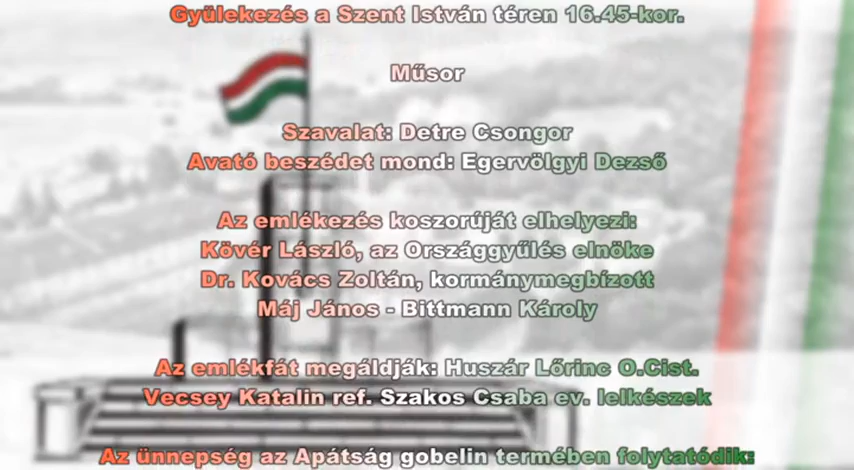 Gyülekezés a Szent István téren 16.45-kor.
Műsor
Szavalat: Detre Csongor
Avató beszédet mond: Egervölgyi Dezső
Az emlékezés koszorúját elhelyezi:
Kövér László, az Országgyűlés elnöke
Dr. Kovács Zoltán, kormánymegbízott
Máj János - Bittmann Károly
Az emlékfát megáldják: Huszár Lőrinc O.Cist.
Vecsey Katalin ref. Szakos Csaba ev. lelkészek
Az ünnepség az Apátság gobelin termében folytatódik: